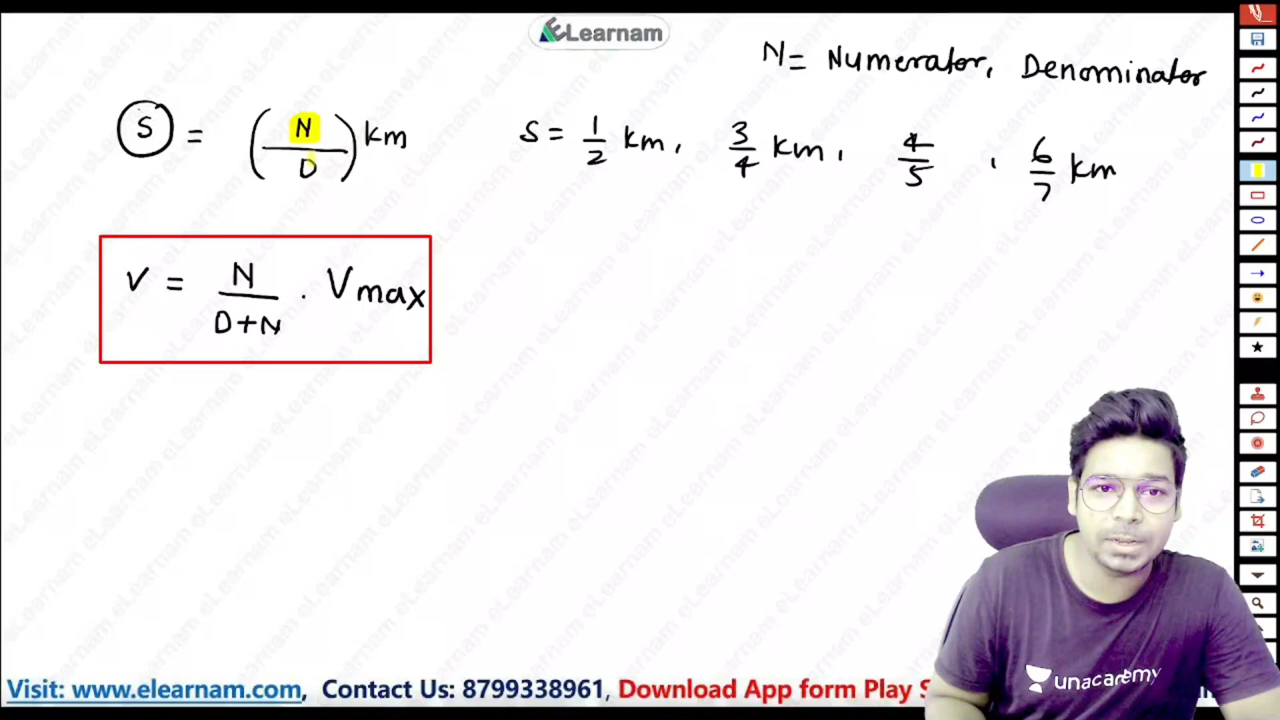 ELearnam
N = Numerator, Denominator
S = (N/D) km
S = 1/2 km, 3/4 km, 4/5 , 6/7 km
V = N/D+N . Vmax
unacademy
Visit: www.elearnam.com, Contact Us: 8799338961, Download App form Play S